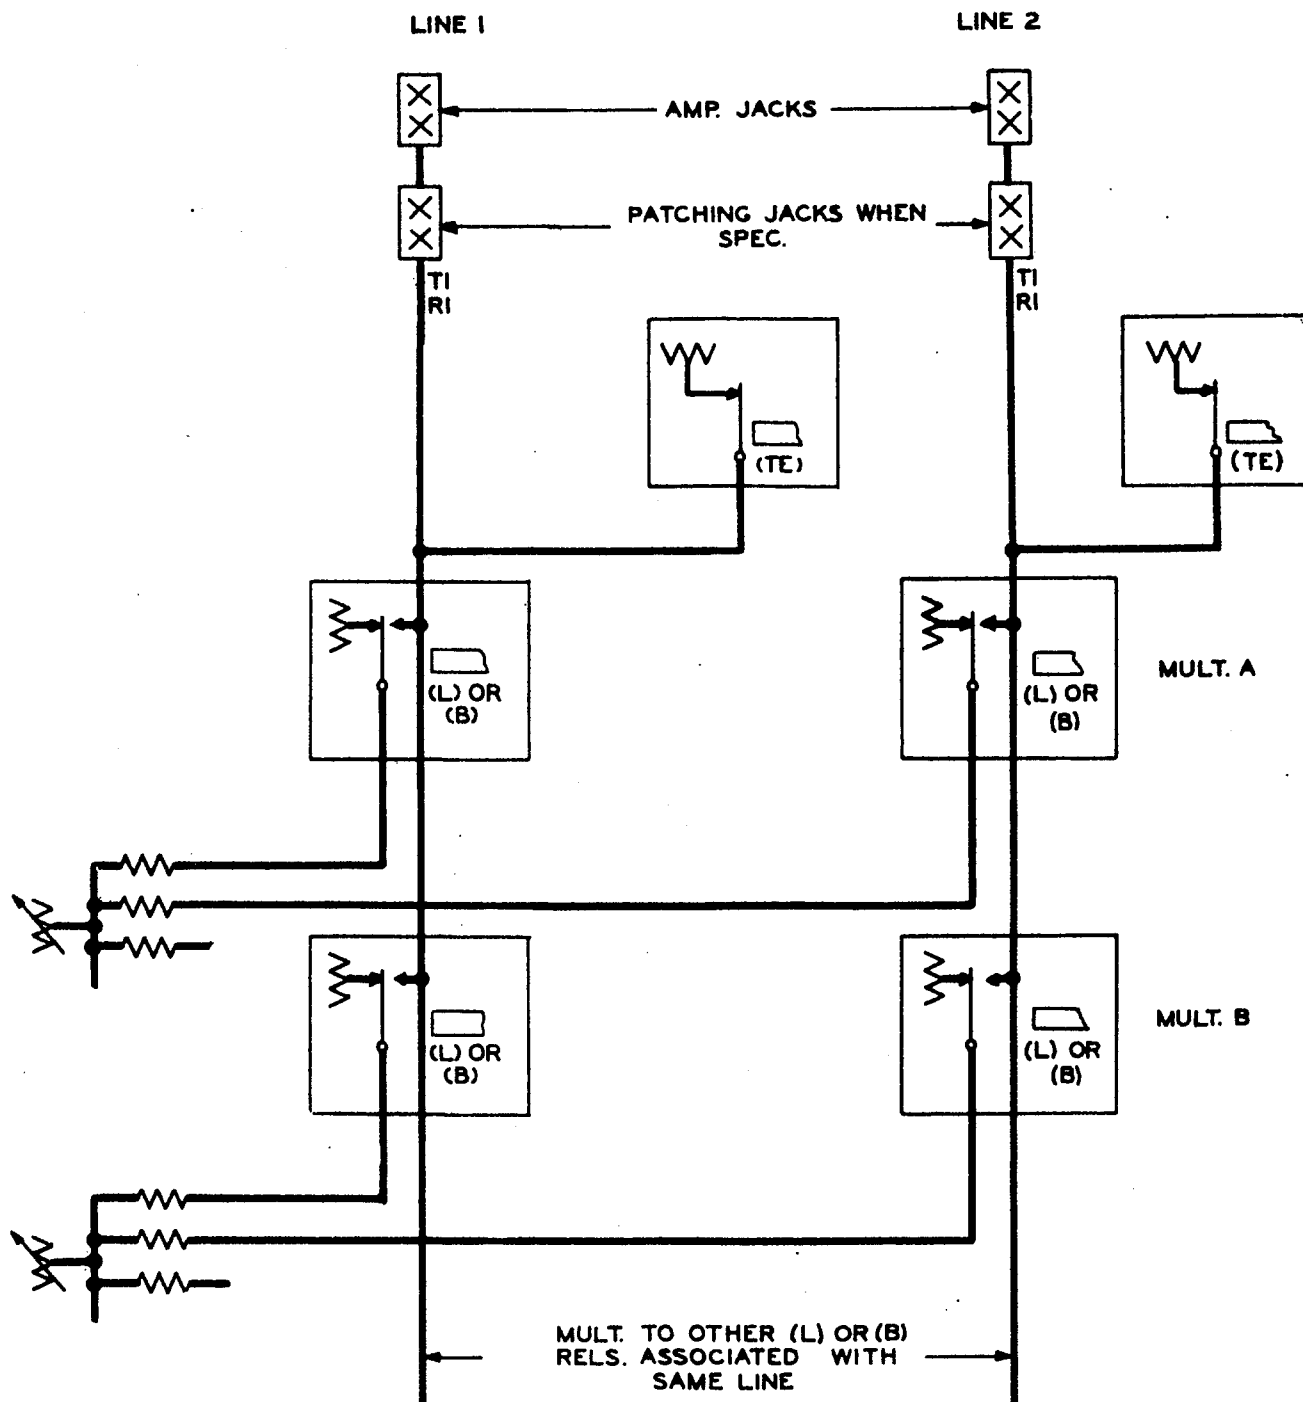 LINE 1
LINE 2
AMP. JACKS
PATCHING JACKS WHEN
SPEC.
T1
R1
T1
R1
(TE)
(TE)
(L) OR
(B)
(L) OR
(B)
MULT. A
(L) OR
(B)
(L) OR
(B)
MULT. B
MULT. TO OTHER (L) OR (B)
RELS. ASSOCIATED WITH
SAME LINE